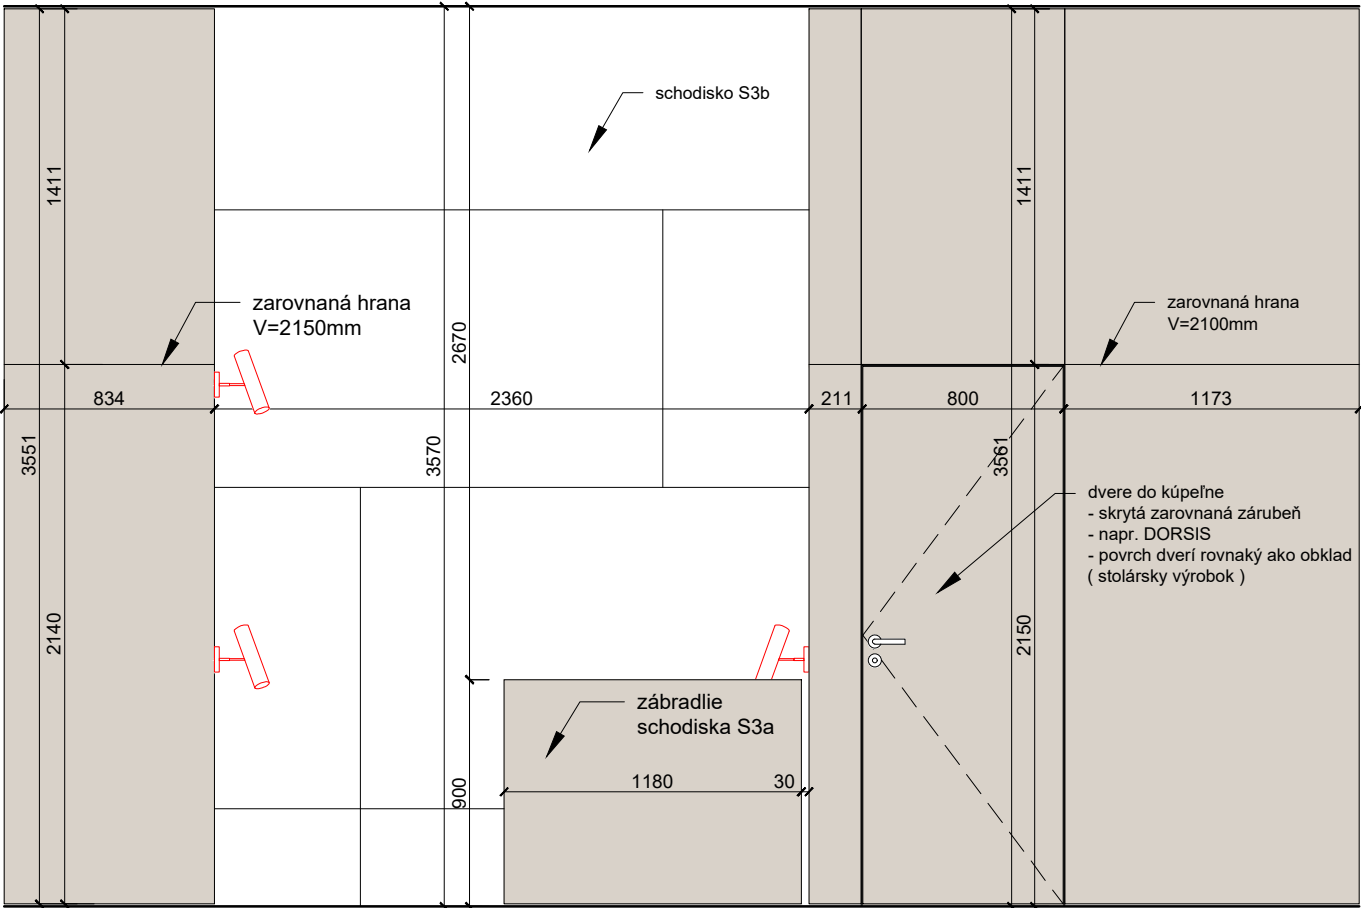 schodisko S3b
1411
1411
zarovnaná hrana
V=2150mm
zarovnaná hrana
V=2100mm
2670
834
2360
211
800
1173
3551
3570
3561
dvere do kúpeľne
- skrytá zarovnaná zárubeň
- napr. DORSIS
- povrch dverí rovnaký ako obklad
( stolársky výrobok )
2140
2150
zábradlie
schodiska S3a
1180
30
900